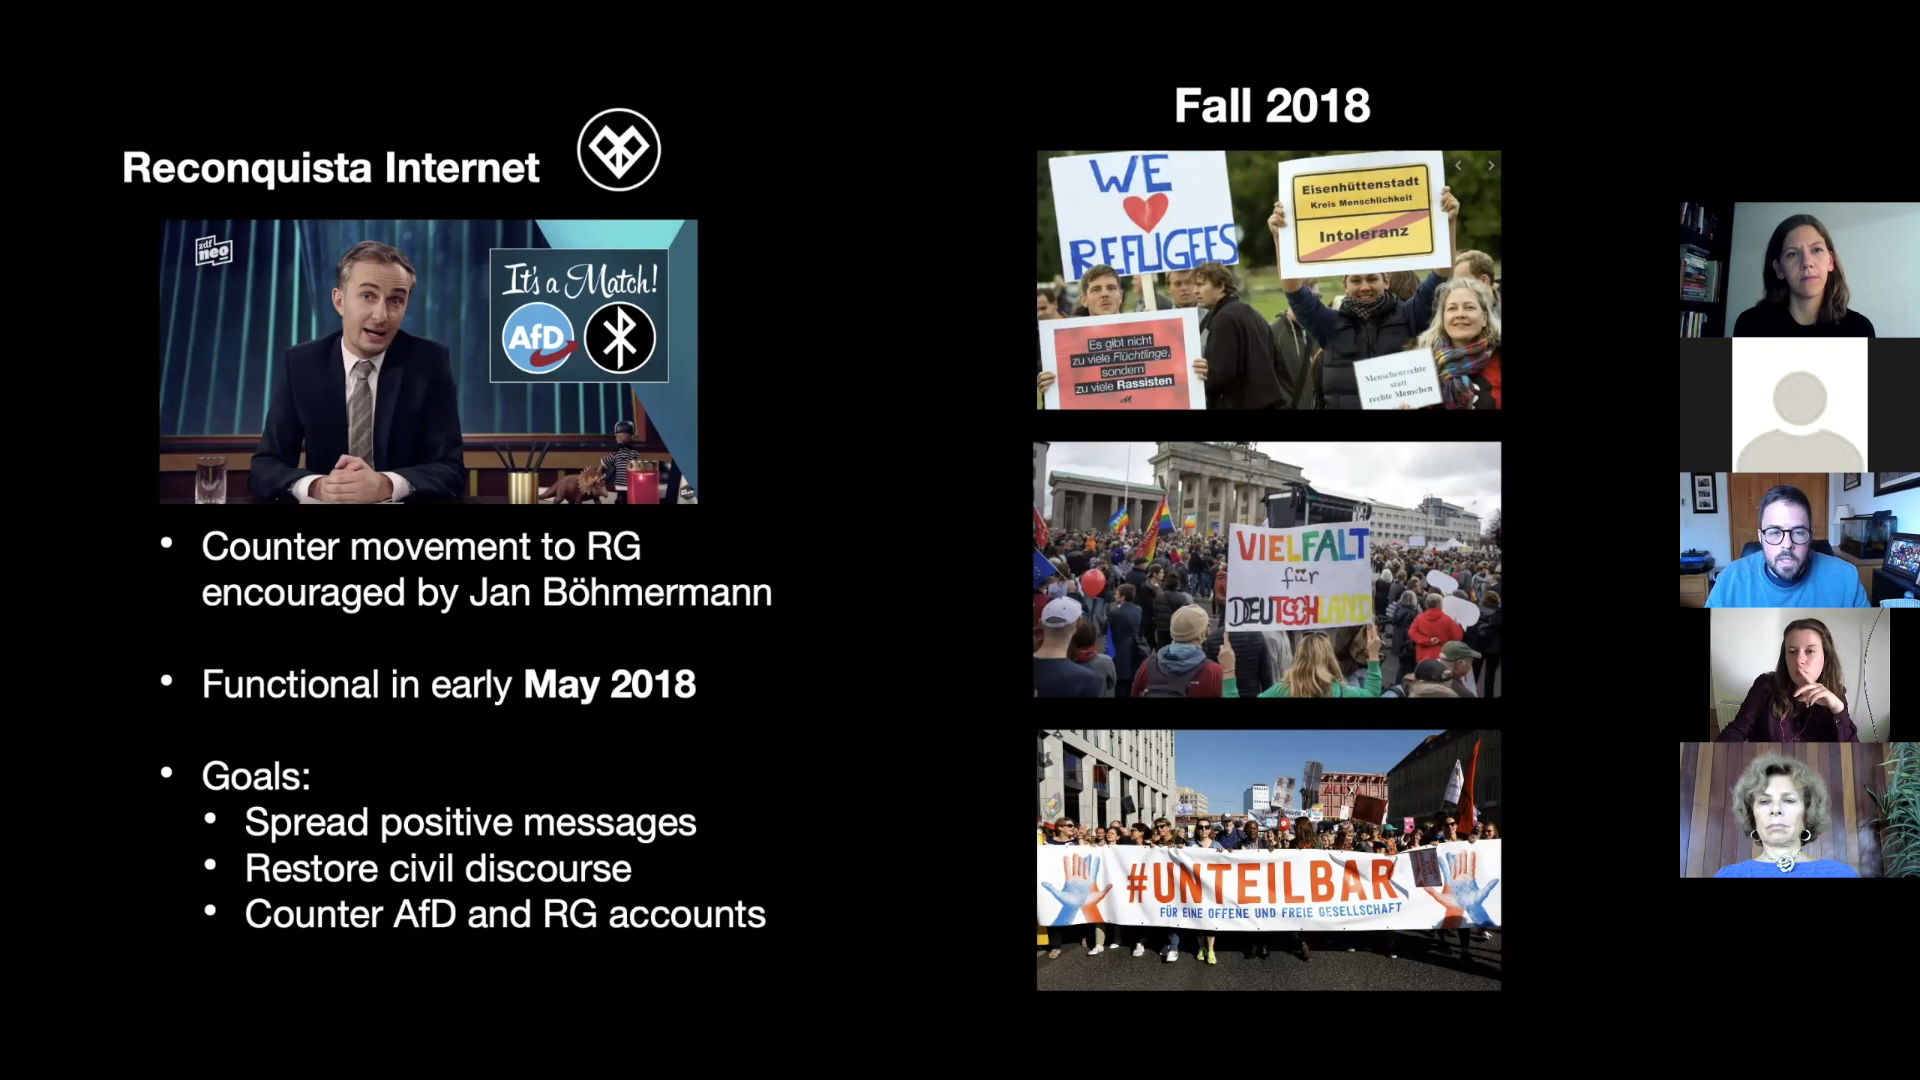 Reconquista Internet
zdf
neo
It's a Match!
AfD
Counter movement to RG
encouraged by Jan Böhmermann
Functional in early May 2018
Goals:
Spread positive messages
Restore civil discourse
Counter AfD and RG accounts
Fall 2018
WE
REFUGEES
Eisenhüttenstadt
Kreis Menschlichkeit
Intoleranz
Es gibt nicht
zu viele Flüchtlinge,
sondern
zu viele Rassisten
Menschenrechte
statt
rechte Menschen
VIELFALT
für
DEUTSCHLAND
#UNTEILBAR
FÜR EINE OFFENE UND FREIE GESELLSCHAFT